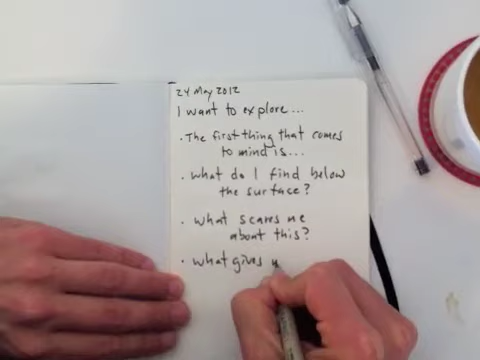 24 May 2012
I want to explore...
· The first thing that comes
to mind is...
· what do I find below
the surface?
· what scares me
about this?
· what gives